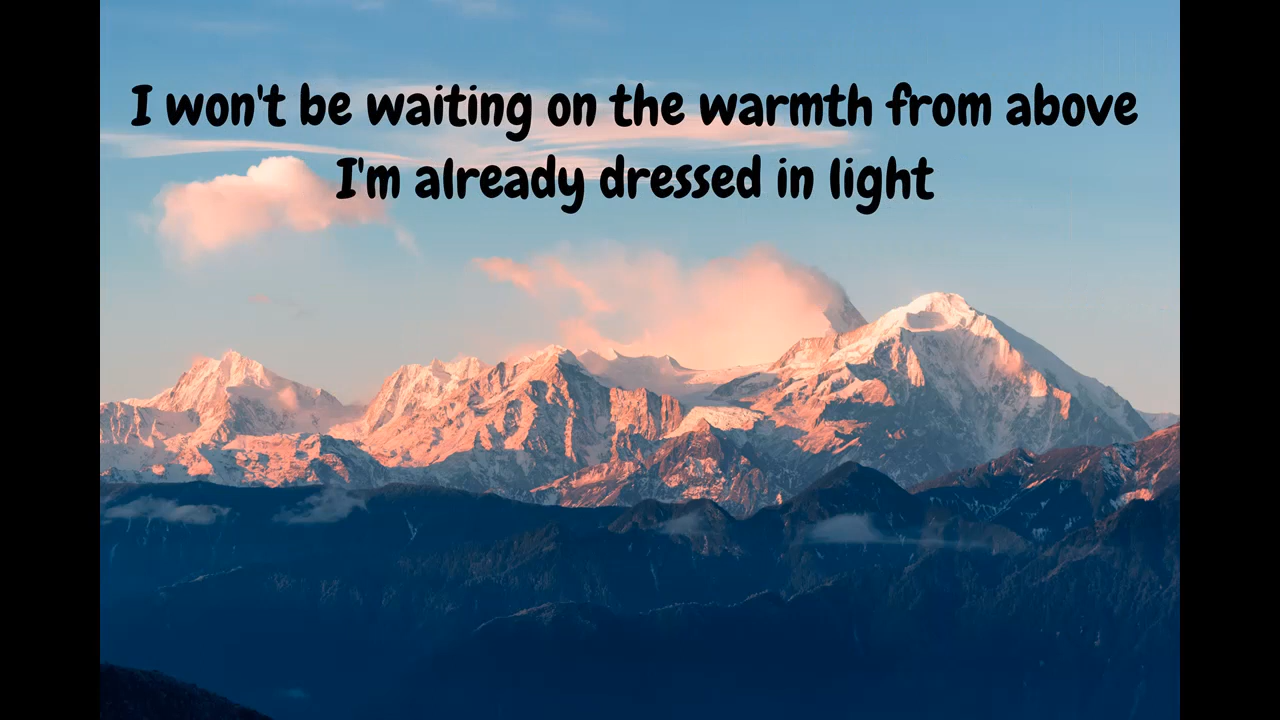 I won't be waiting on the warmth from above
I'm already dressed in light